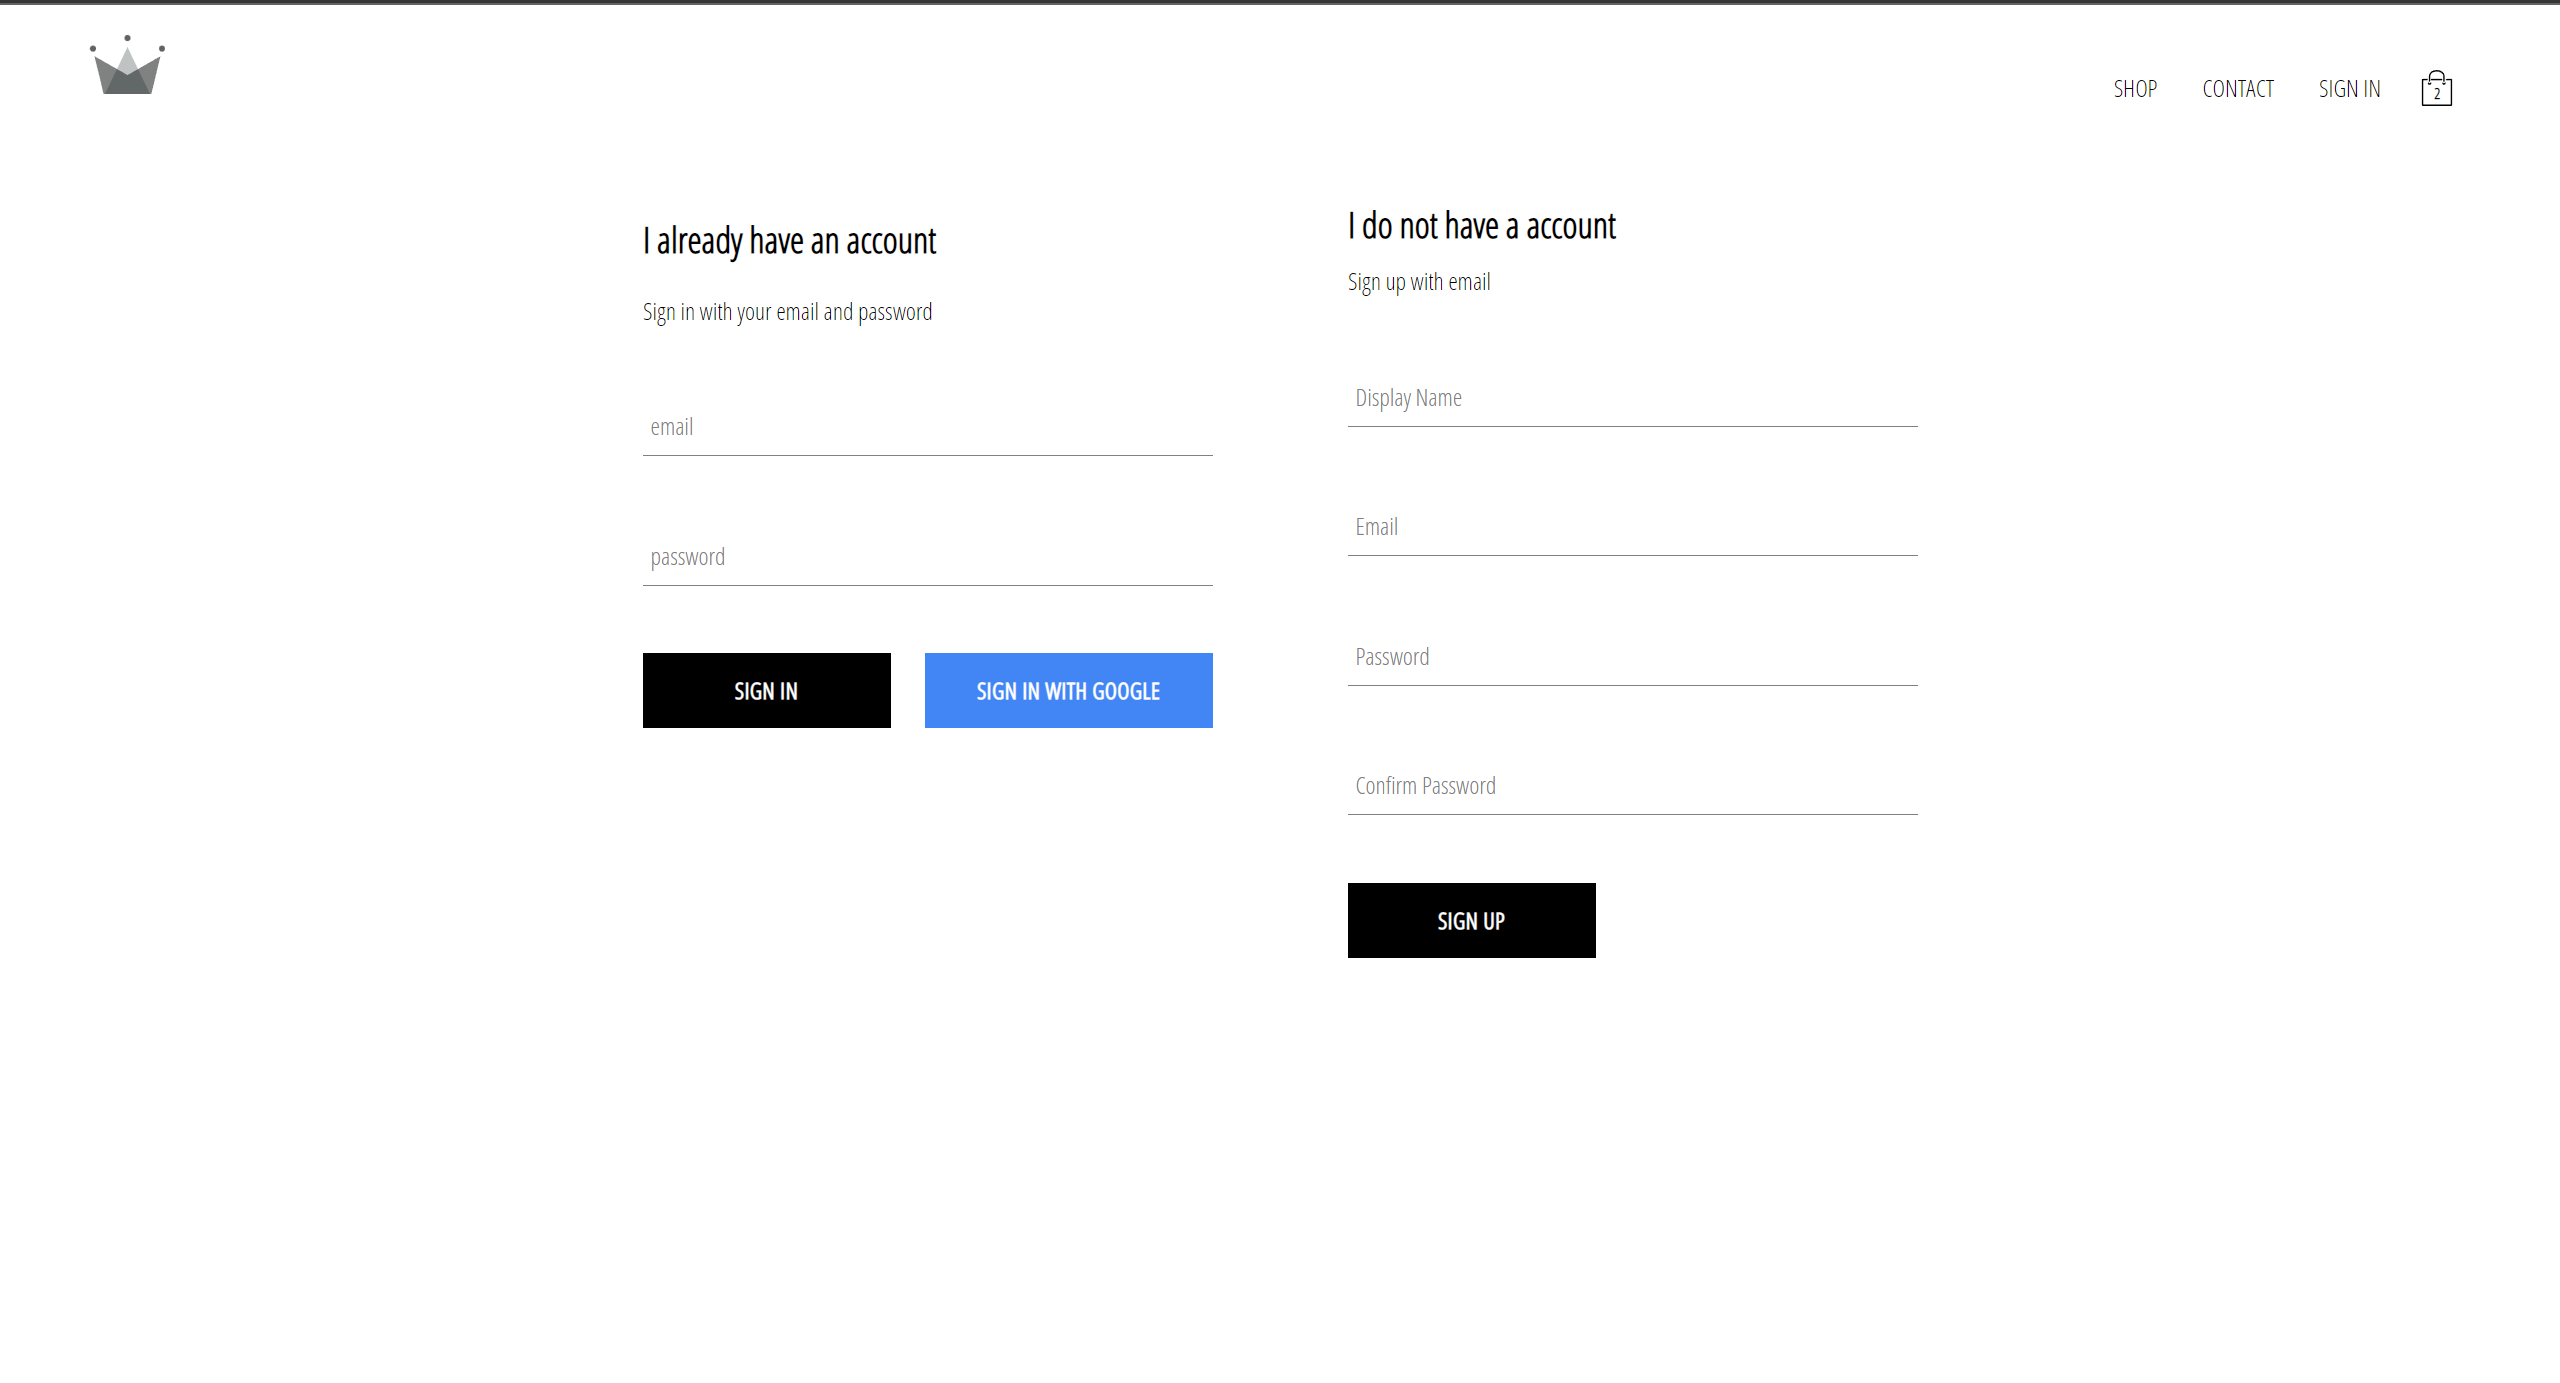 SHOP CONTACT SIGN IN 2
I already have an account
Sign in with your email and password
email
password
SIGN IN SIGN IN WITH GOOGLE
I do not have a account
Sign up with email
Display Name
Email
Password
Confirm Password
SIGN UP